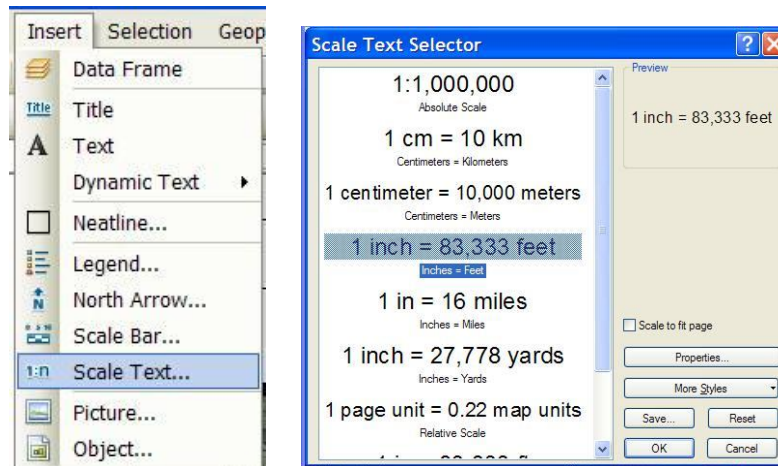 Insert Selection Geop
Data Frame
Title Title
A Text
Dynamic Text
Neatline...
Legend...
N North Arrow...
Scale Bar...
1:n Scale Text...
Picture...
Object...
Scale Text Selector
1:1,000,000
Absolute Scale
1 cm = 10 km
Centimeters = Kilometers
1 centimeter = 10,000 meters
Centimeters = Meters
1 inch = 83,333 feet
Inches = Feet
1 in = 16 miles
Inches = Miles
1 inch = 27,778 yards
Inches = Yards
1 page unit = 0.22 map units
Relative Scale
Preview
1 inch = 83,333 feet
Scale to fit page
Properties...
More Styles
Save... Reset
OK Cancel